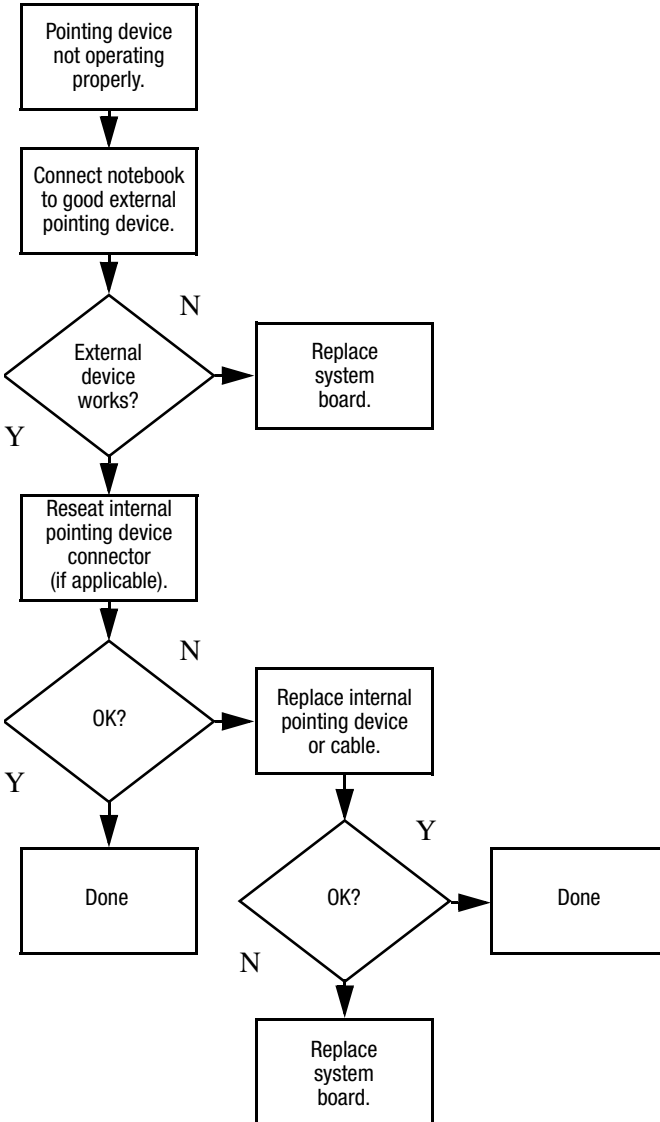 Pointing device
not operating
properly.
Connect notebook
to good external
pointing device.
N
External
device
works?
Replace
system
board.
Y
Reseat internal
pointing device
connector
(if applicable).
N
OK?
Replace internal
pointing device
or cable.
Y
Y
Done
OK?
Done
N
Replace
system
board.